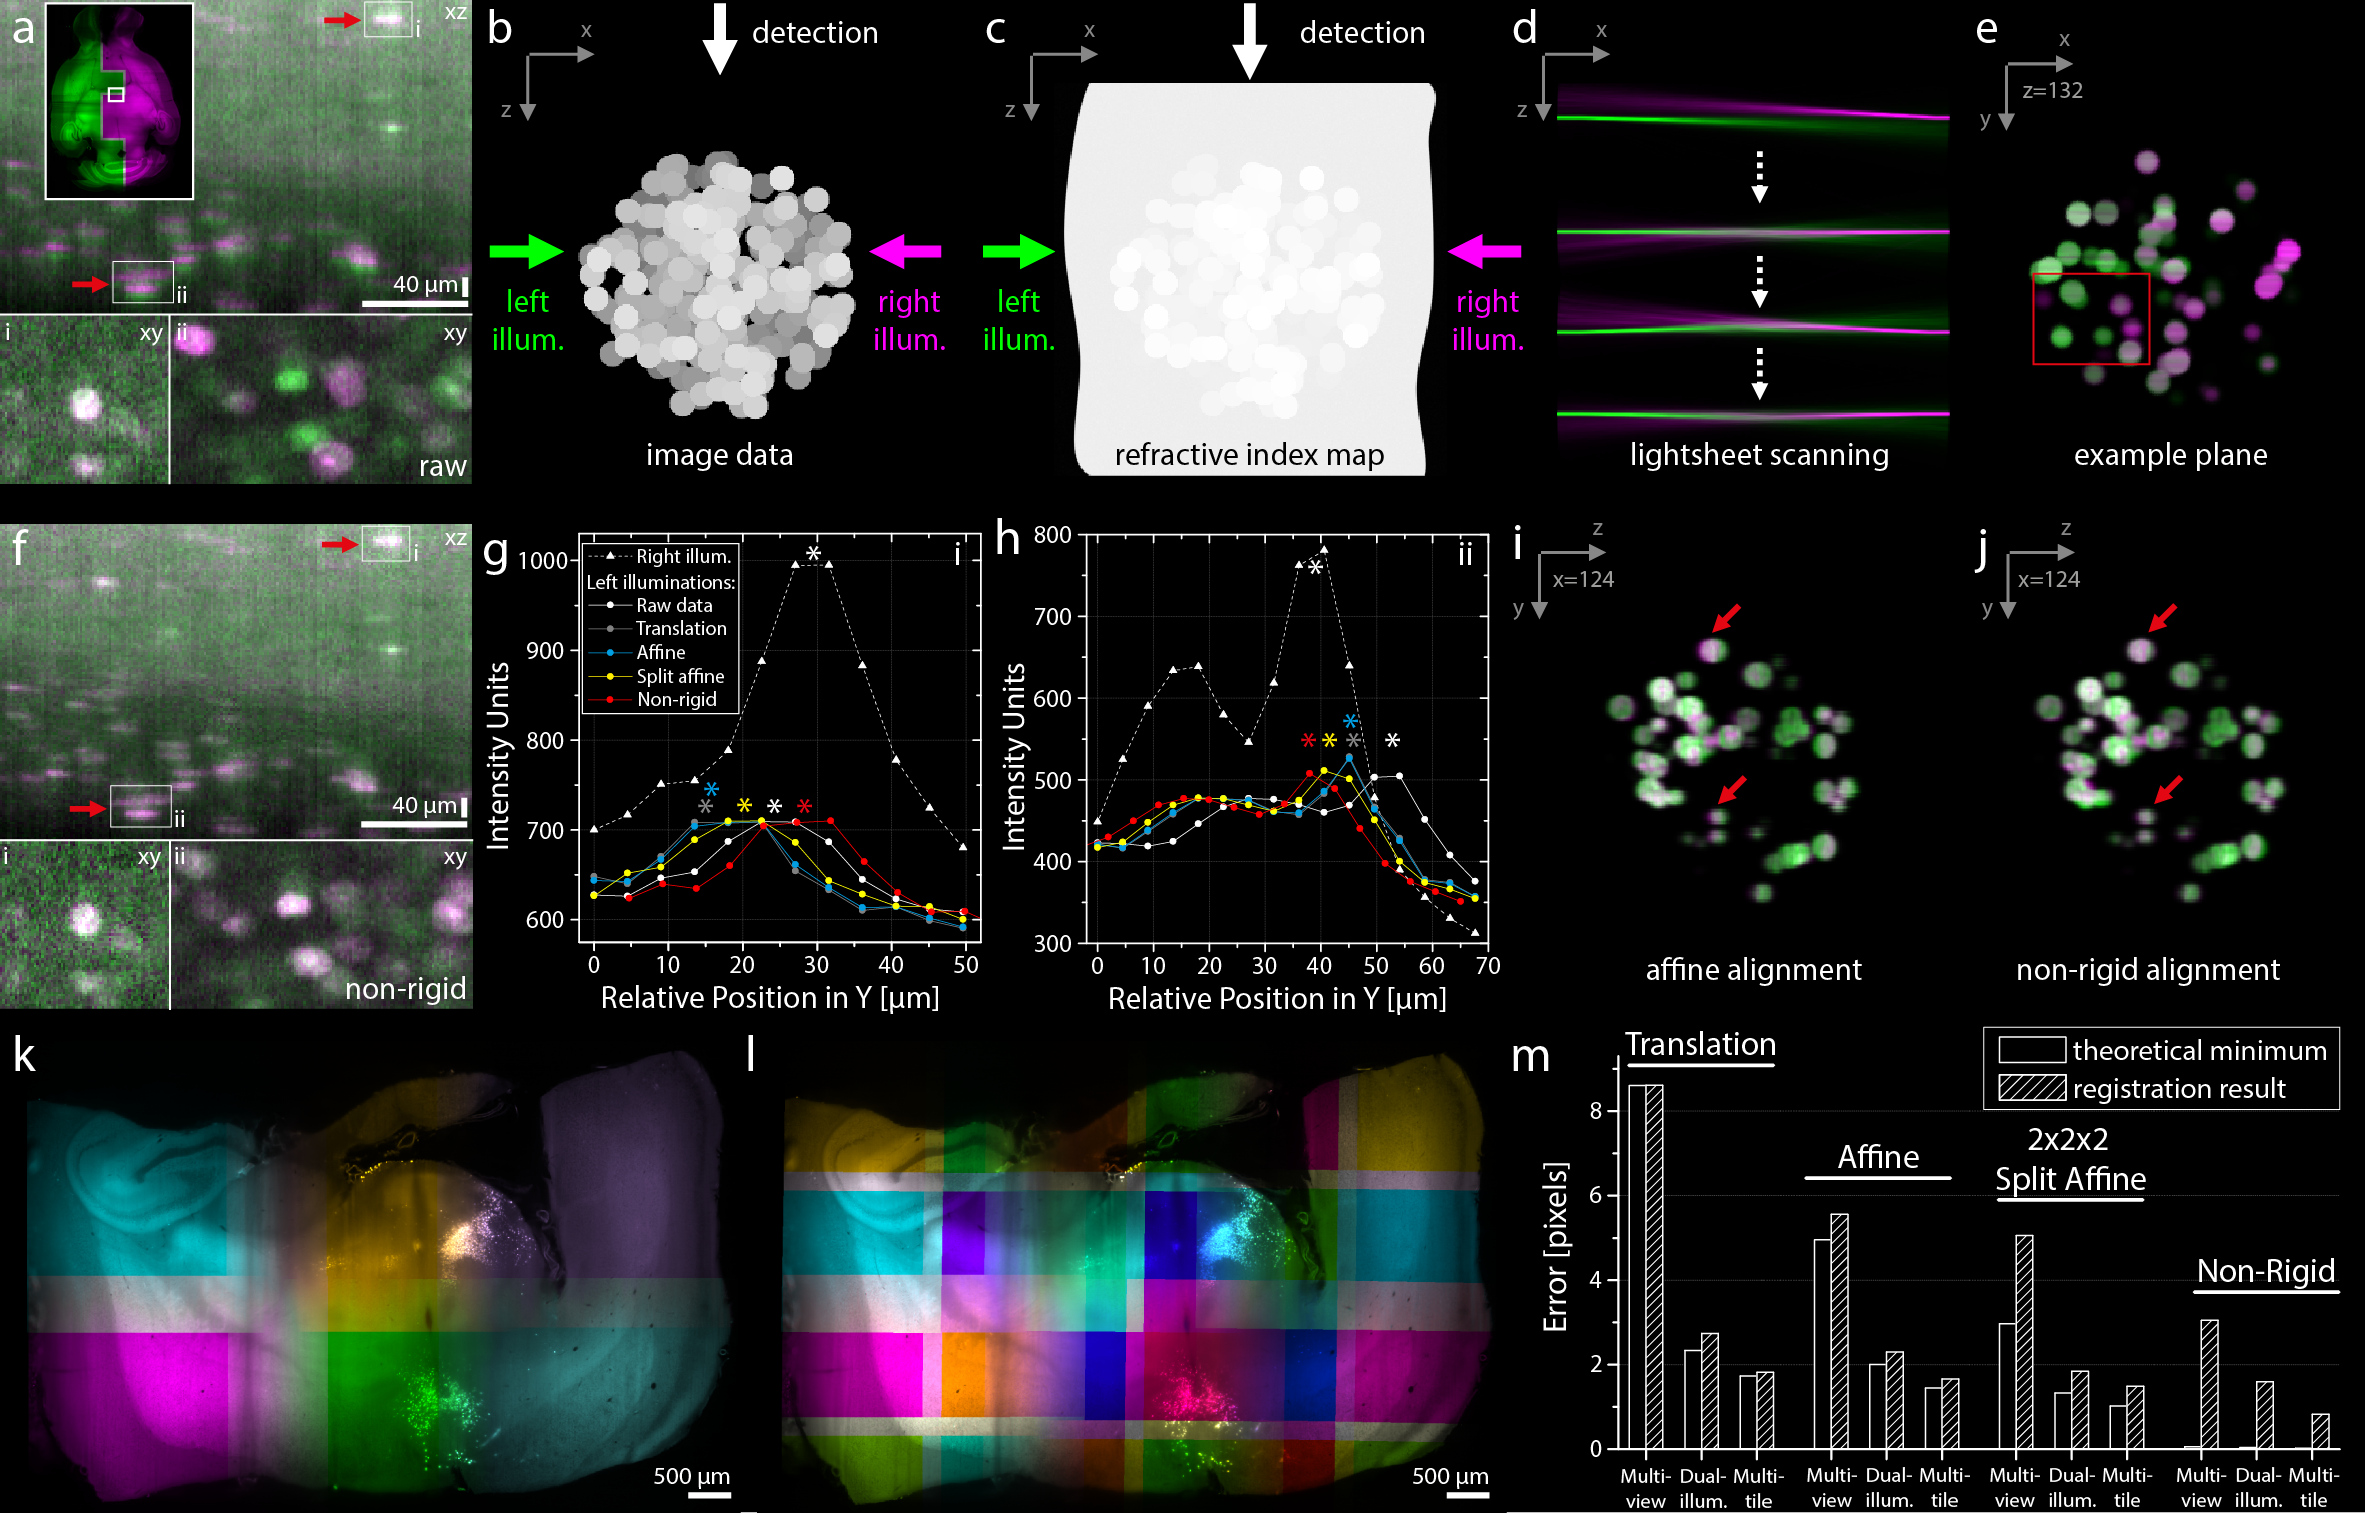 a
xz
i
ii
40 µm
i
xy
ii
xy
raw
b
x
z
detection
left
illum.
right
illum.
image data
c
x
z
detection
left
illum.
right
illum.
refractive index map
d
x
z
lightsheet scanning
e
x
z=132
y
example plane
f
xz
i
ii
40 µm
i
xy
ii
xy
non-rigid
g
i
Right illum.
Left illuminations:
Raw data
Translation
Affine
Split affine
Non-rigid
1000
900
800
700
600
Intensity Units
0 10 20 30 40 50
Relative Position in Y [µm]
h
ii
800
700
600
500
400
300
Intensity Units
0 10 20 30 40 50 60 70
Relative Position in Y [µm]
i
z
x=124
y
affine alignment
j
z
x=124
y
non-rigid alignment
k
500 µm
l
500 µm
m
Translation
theoretical minimum
registration result
Affine
2x2x2
Split Affine
Non-Rigid
8
6
4
2
0
Error [pixels]
Multi- Dual- Multi- Multi- Dual- Multi- Multi- Dual- Multi- Multi- Dual- Multi-
view illum. tile view illum. tile view illum. tile view illum. tile